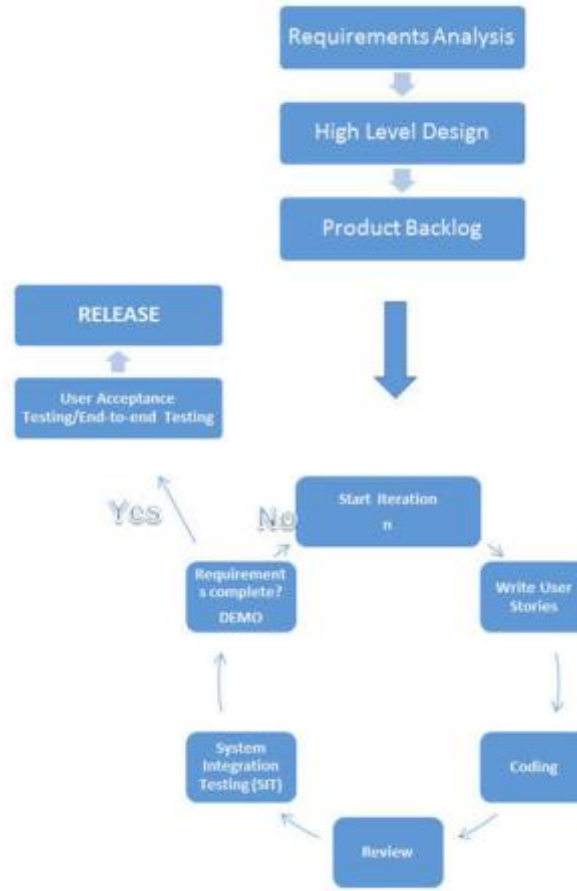 Requirements Analysis
High Level Design
Product Backlog
RELEASE
User Acceptance
Testing/End-to-end Testing
Yes
No
Start Iteration
n
Requirement
s complete?
DEMO
Write User
Stories
System
Integration
Testing (SIT)
Coding
Review